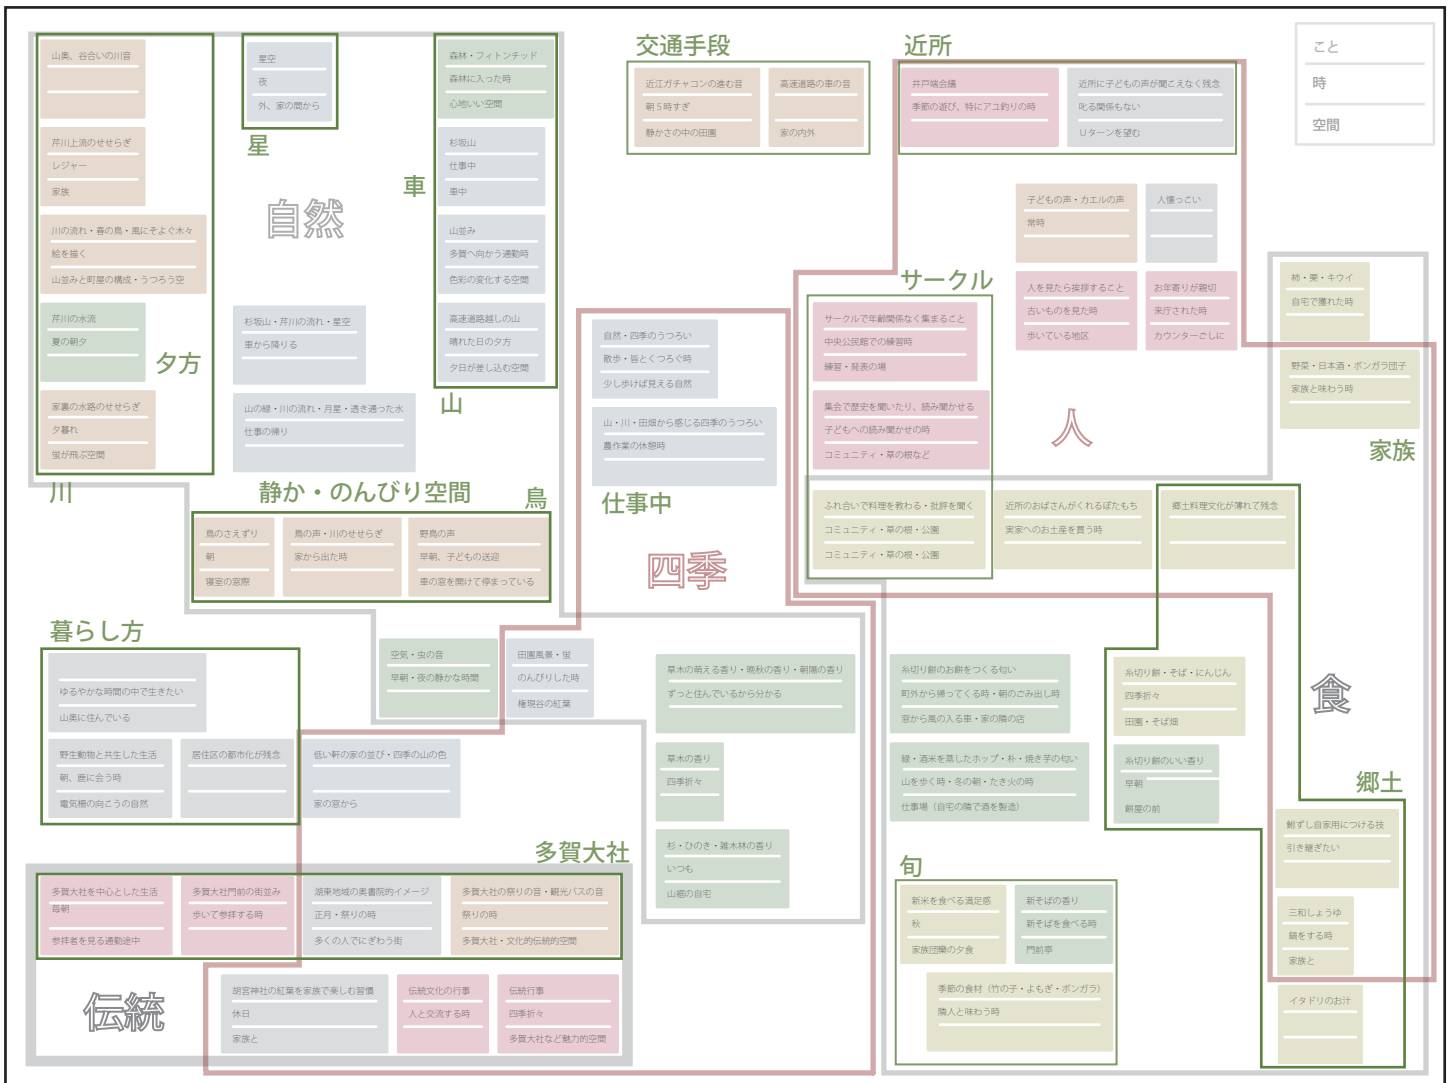 交通手段
近所
こと
時
空間
山奥、谷合いの川音
芹川上流のせせらぎ
レジャー
家族
川の流れ・春の鳥・風にそよぐ木々
絵を描く
山並みと町屋の構成・うつろう空
芹川の水流
夏の朝夕
夕方
家裏の水路のせせらぎ
夕暮れ
蛍が飛ぶ空間
川
星空
夜
外、家の間から
星
自然
森林・フィトンチッド
森林に入った時
心地いい空間
車
杉坂山
仕事中
車中
山並み
多賀へ向かう通勤時
色彩の変化する空間
高速道路越しの山
晴れた日の夕方
夕日が差し込む空間
山
杉坂山・芹川の流れ・星空
車から降りる
山の緑・川の流れ・月星・透き通った水
仕事の帰り
静か・のんびり空間
鳥
鳥のさえずり
朝
寝室の窓際
鳥の声・川のせせらぎ
家から出た時
野鳥の声
早朝、子どもの送迎
車の窓を開けて停まっている
近江ガチャコンの進む音
朝5時すぎ
静かさの中の田園
高速道路の車の音
家の内外
井戸端会議
季節の遊び、特にアユ釣りの時
近所に子どもの声が聞こえなく残念
叱る関係もない
Uターンを望む
子どもの声・カエルの声
常時
人懐っこい
人を見たら挨拶すること
古いものを見た時
歩いている地区
お年寄りが親切
来庁された時
カウンターごしに
サークル
サークルで年齢関係なく集まること
中央公民館での練習時
練習・発表の場
集会で歴史を聞いたり、読み聞かせる
子どもへの読み聞かせの時
コミュニティ・草の根など
ふれ合いで料理を教わる・批評を聞く
コミュニティ・草の根・公園
コミュニティ・草の根・公園
人
柿・栗・キウイ
自宅で獲れた時
野菜・日本酒・ボンガラ団子
家族と味わう時
家族
自然・四季のうつろい
散歩・皆とくつろぐ時
少し歩けば見える自然
山・川・田畑から感じる四季のうつろい
農作業の休憩時
仕事中
四季
近所のおばさんがくれるぼたもち
実家へのお土産を買う時
郷土料理文化が薄れて残念
暮らし方
ゆるやかな時間の中で生きたい
山奥に住んでいる
野生動物と共生した生活
朝、鹿に会う時
電気柵の向こうの自然
居住区の都市化が残念
空気・虫の音
早朝・夜の静かな時間
田園風景・蛍
のんびりした時
権現谷の紅葉
低い軒の家の並び・四季の山の色
家の窓から
草木の萌える香り・晩秋の香り・朝陽の香り
ずっと住んでいるから分かる
草木の香り
四季折々
杉・ひのき・雑木林の香り
いつも
山裾の自宅
糸切り餅のお餅をつくる匂い
町外から帰ってくる時・朝のごみ出し時
窓から風の入る車・家の隣の店
緑・酒米を蒸したホップ・朴・焼き芋の匂い
山を歩く時・冬の朝・たき火の時
仕事場（自宅の隣で酒を製造）
糸切り餅・そば・にんじん
四季折々
田園・そば畑
糸切り餅のいい香り
早朝
餅屋の前
食
郷土
鮒ずし自家用につける技
引き継ぎたい
三和しょうゆ
鍋をする時
家族と
イタドリのお汁
旬
新米を食べる満足感
秋
家族団欒の夕食
新そばの香り
新そばを食べる時
門前亭
季節の食材（竹の子・よもぎ・ボンガラ）
隣人と味わう時
多賀大社
多賀大社を中心とした生活
毎朝
参拝者を見る通勤途中
多賀大社門前の街並み
歩いて参拝する時
湖東地域の奥書院的イメージ
正月・祭りの時
多くの人でにぎわう街
多賀大社の祭りの音・観光バスの音
祭りの時
多賀大社・文化的伝統的空間
伝統
胡宮神社の紅葉を家族で楽しむ習慣
休日
家族と
伝統文化の行事
人と交流する時
伝統行事
四季折々
多賀大社など魅力的空間